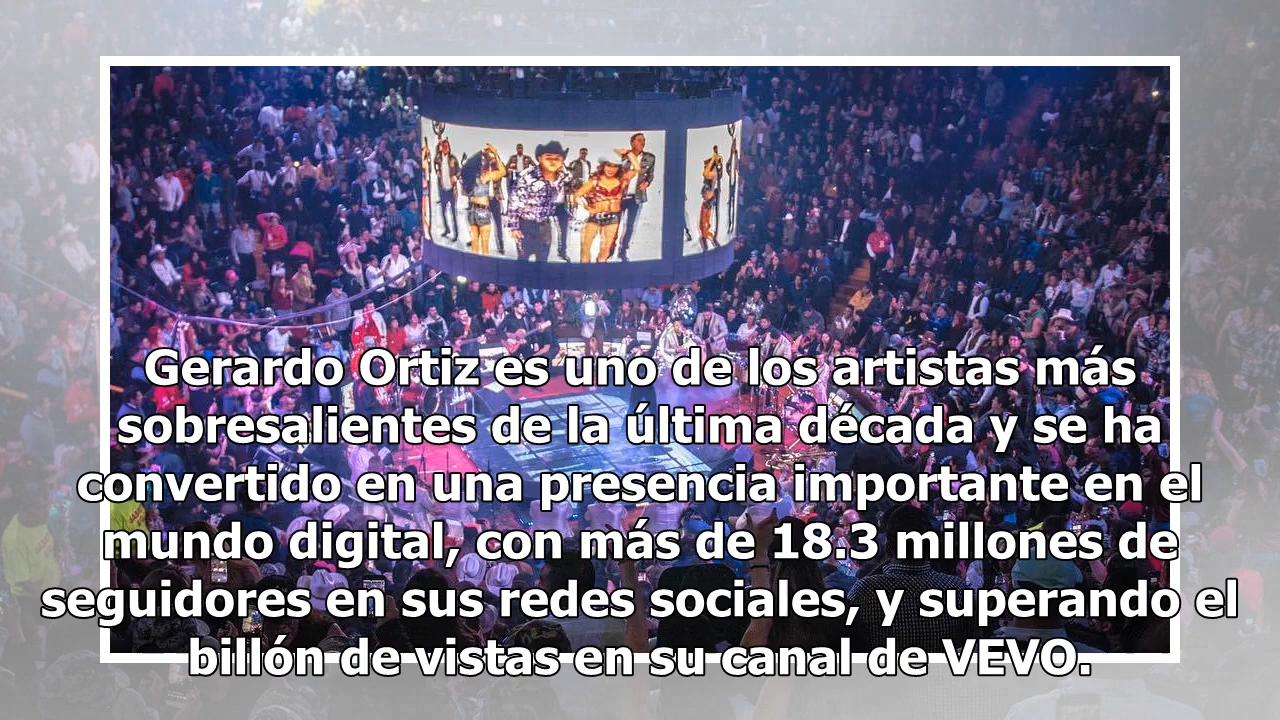 Gerardo Ortiz es uno de los artistas más
sobresalientes de la última década y se ha
convertido en una presencia importante en el
mundo digital, con más de 18.3 millones de
seguidores en sus redes sociales, y superando el
billón de vistas en su canal de VEVO.